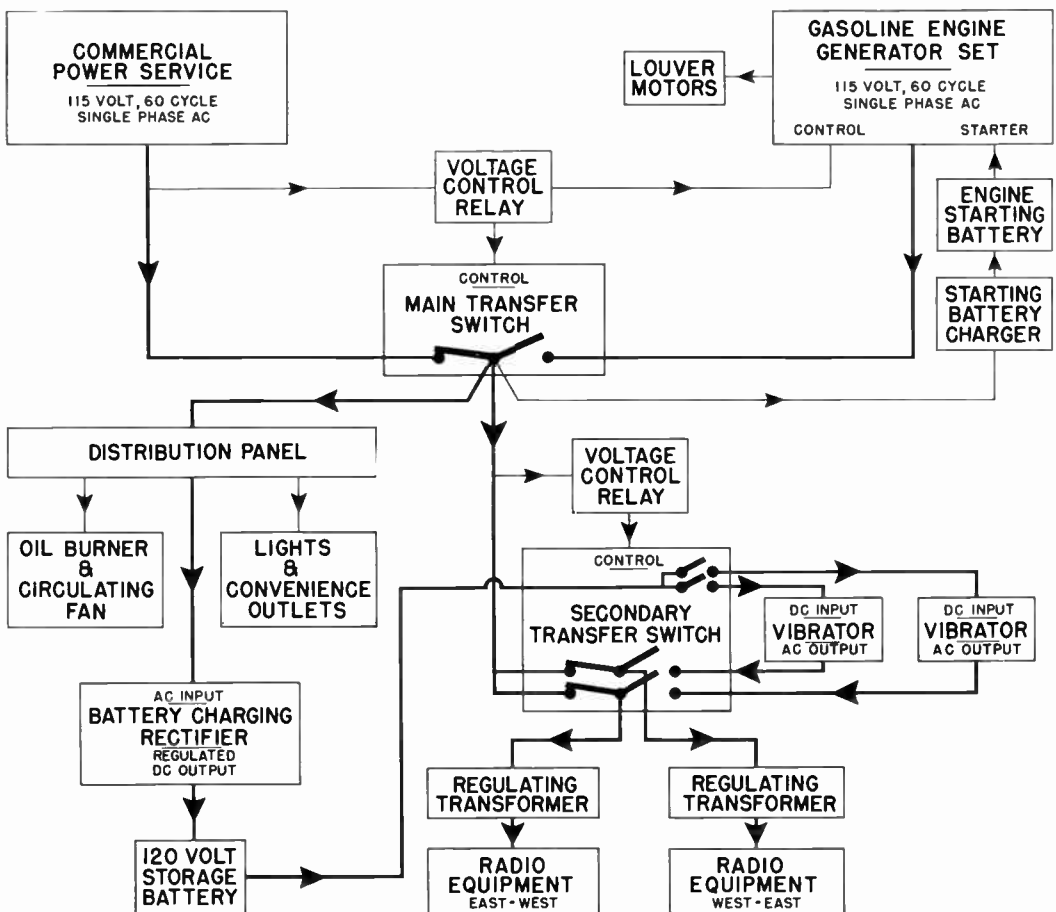 COMMERCIAL
POWER SERVICE
115 VOLT, 60 CYCLE
SINGLE PHASE AC
LOUVER
MOTORS
GASOLINE ENGINE
GENERATOR SET
115 VOLT, 60 CYCLE
SINGLE PHASE AC
CONTROL
STARTER
VOLTAGE
CONTROL
RELAY
ENGINE
STARTING
BATTERY
STARTING
BATTERY
CHARGER
CONTROL
MAIN TRANSFER
SWITCH
DISTRIBUTION PANEL
VOLTAGE
CONTROL
RELAY
OIL BURNER
&
CIRCULATING
FAN
LIGHTS
&
CONVENIENCE
OUTLETS
CONTROL
SECONDARY
TRANSFER SWITCH
DC INPUT
VIBRATOR
AC OUTPUT
DC INPUT
VIBRATOR
AC OUTPUT
AC INPUT
BATTERY CHARGING
RECTIFIER
REGULATED
DC OUTPUT
REGULATING
TRANSFORMER
REGULATING
TRANSFORMER
120 VOLT
STORAGE
BATTERY
RADIO
EQUIPMENT
EAST-WEST
RADIO
EQUIPMENT
WEST-EAST